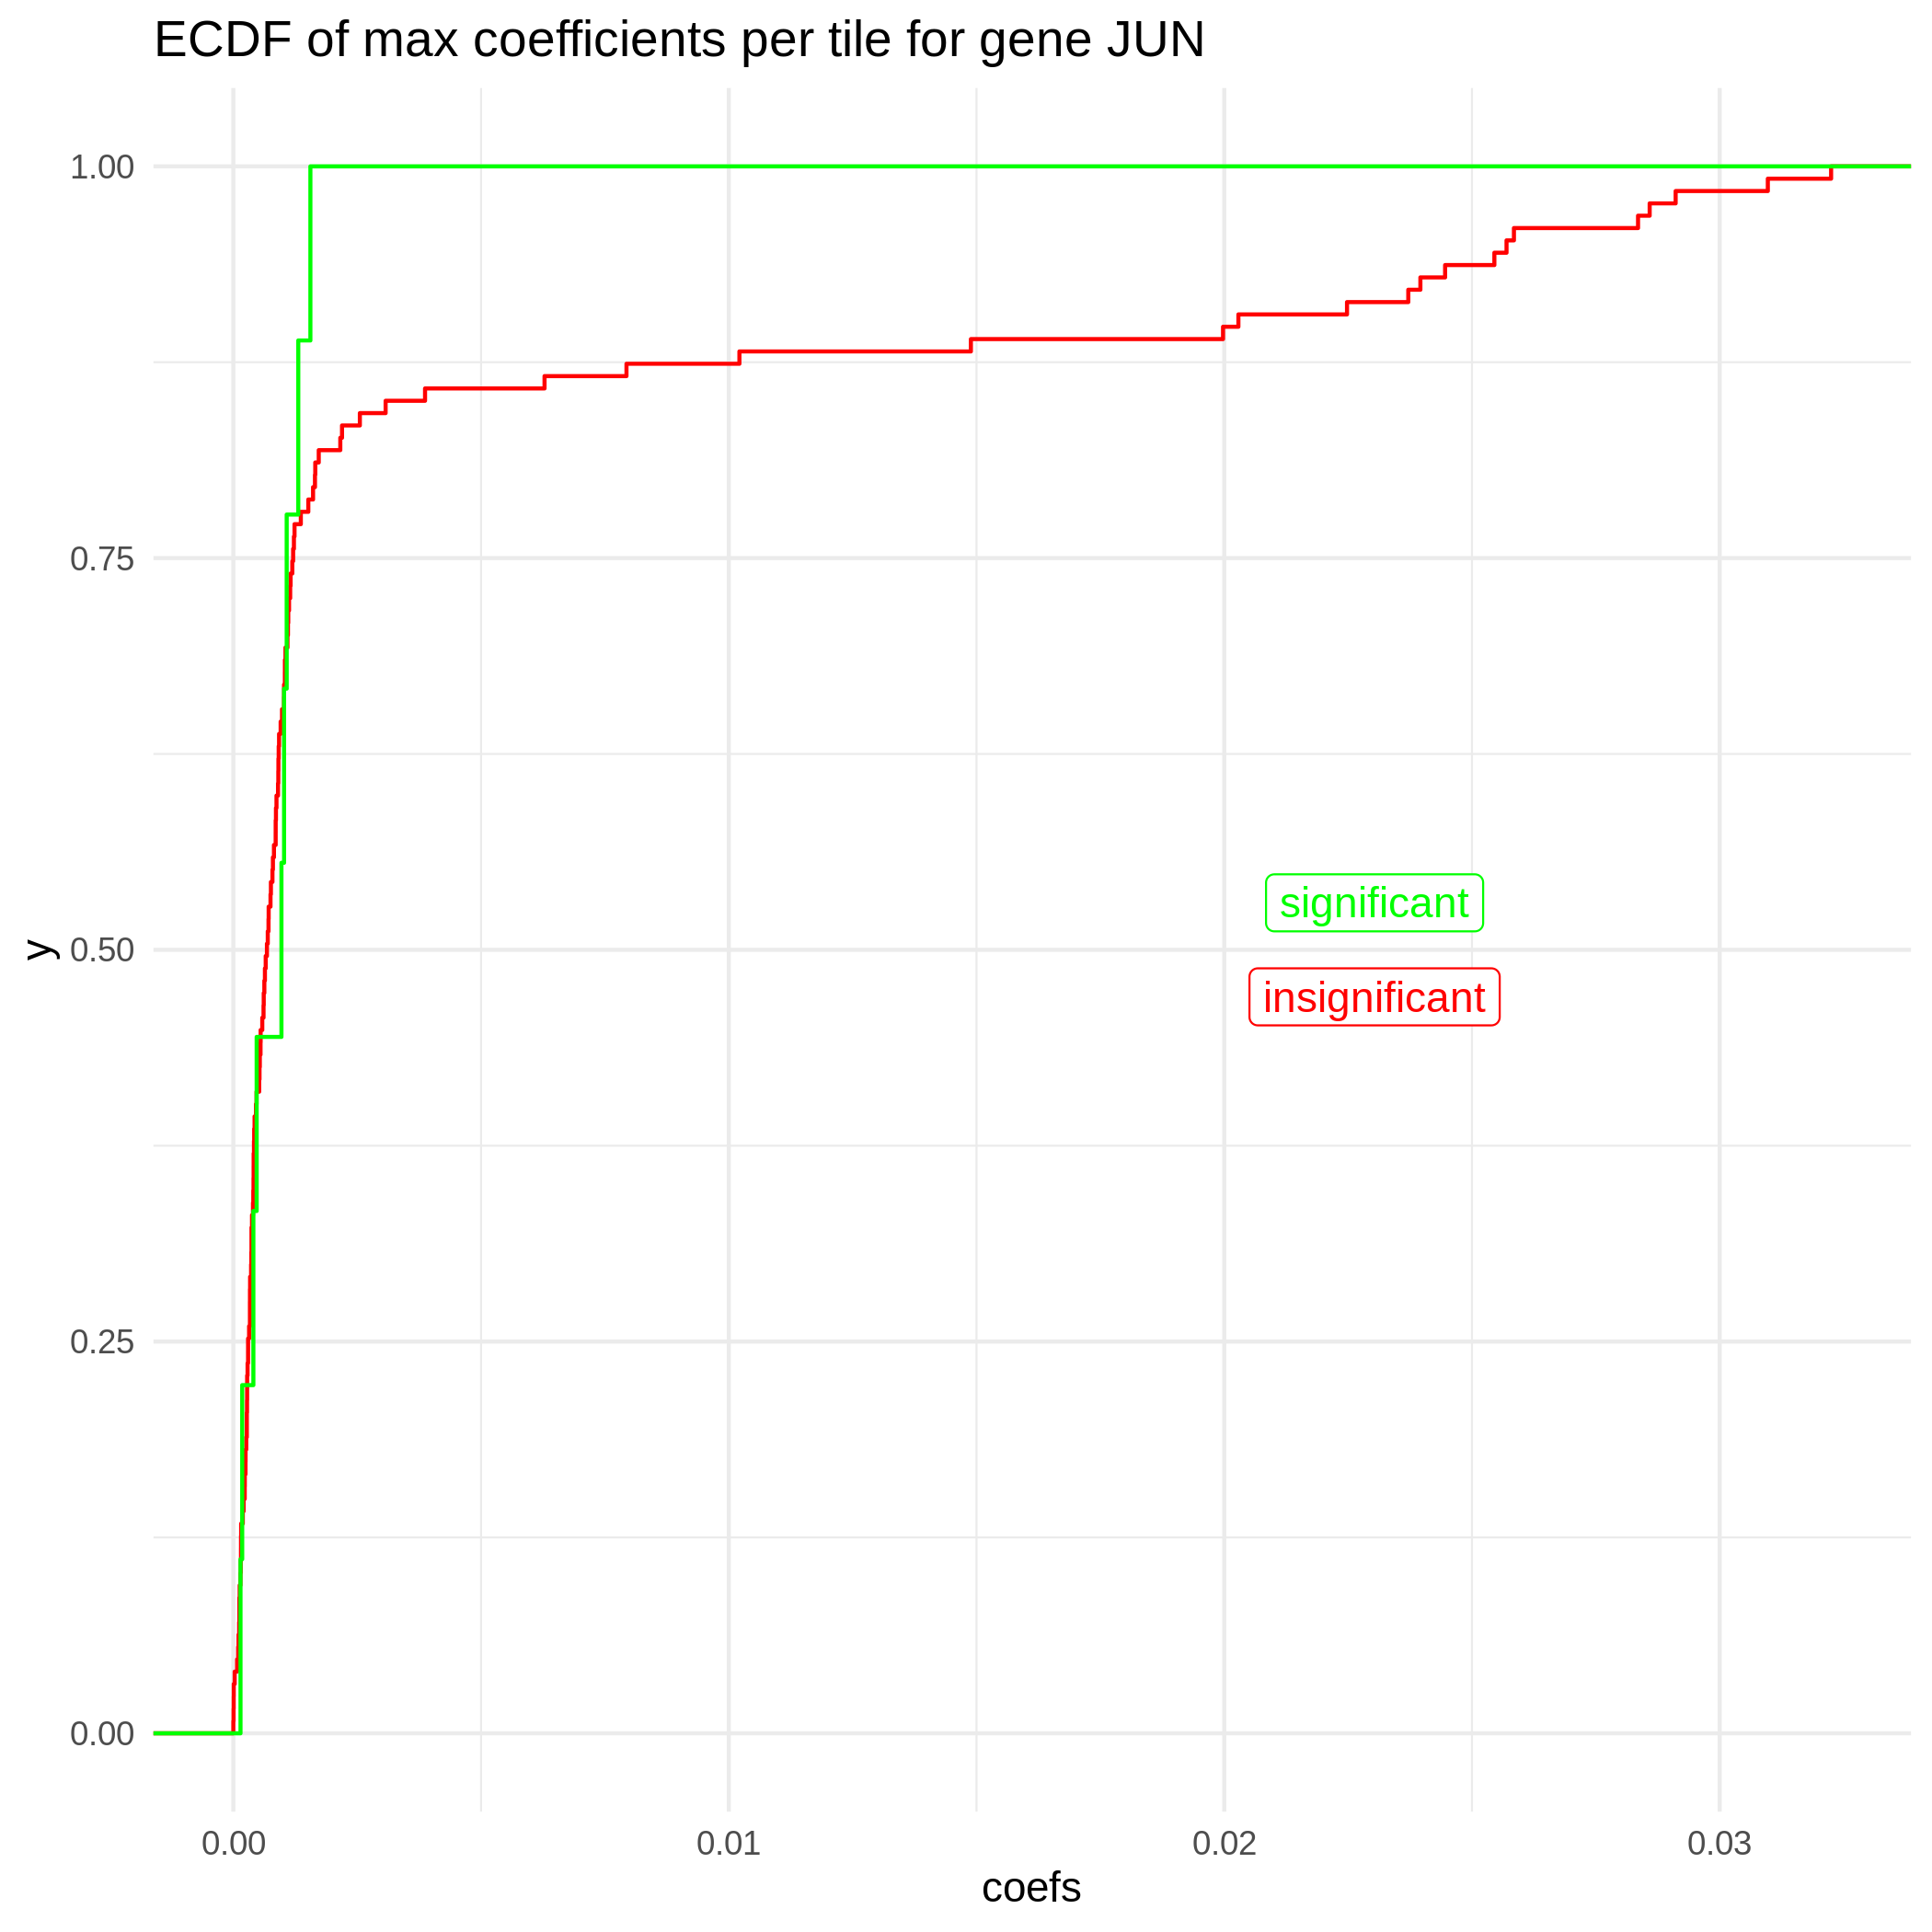 ECDF of max coefficients per tile for gene JUN
1.00
0.75
0.50
0.25
0.00
y
significant
insignificant
0.00 0.01 0.02 0.03
coefs